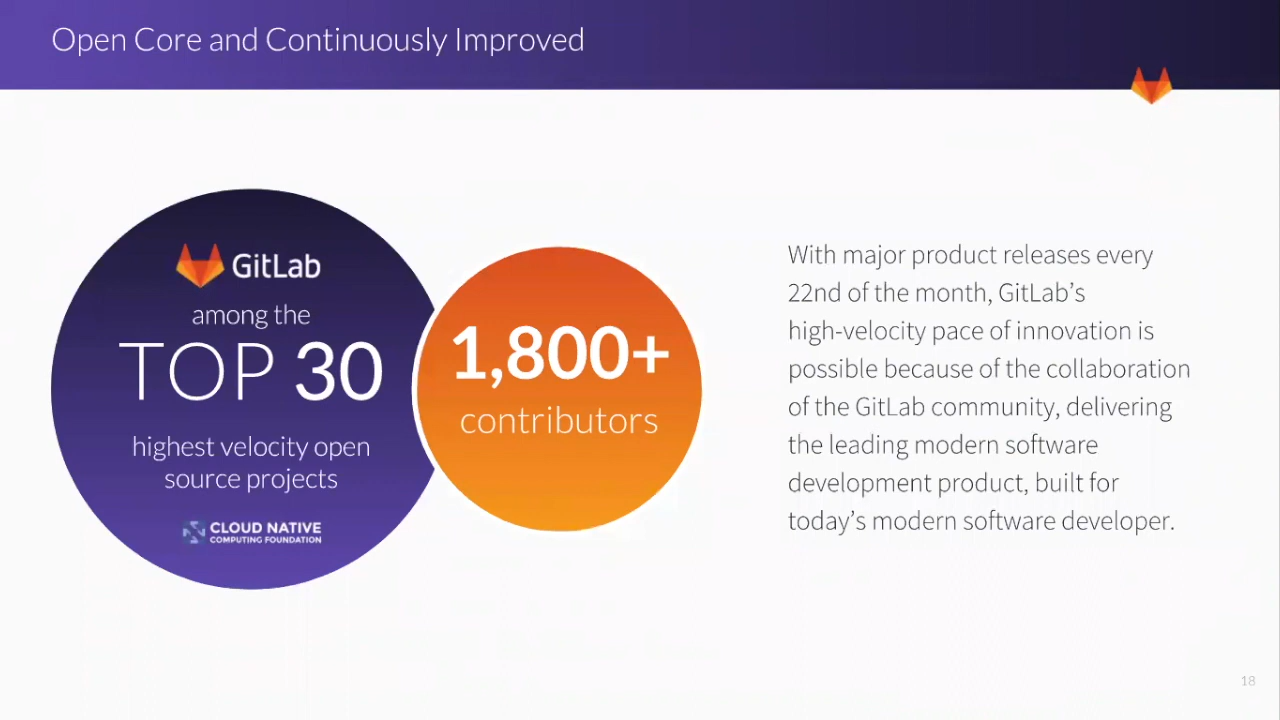 Open Core and Continuously Improved
GitLab
among the
TOP 30
highest velocity open
source projects
CLOUD NATIVE
COMPUTING FOUNDATION
1,800+
contributors
With major product releases every
22nd of the month, GitLab’s
high-velocity pace of innovation is
possible because of the collaboration
of the GitLab community, delivering
the leading modern software
development product, built for
today’s modern software developer.
18